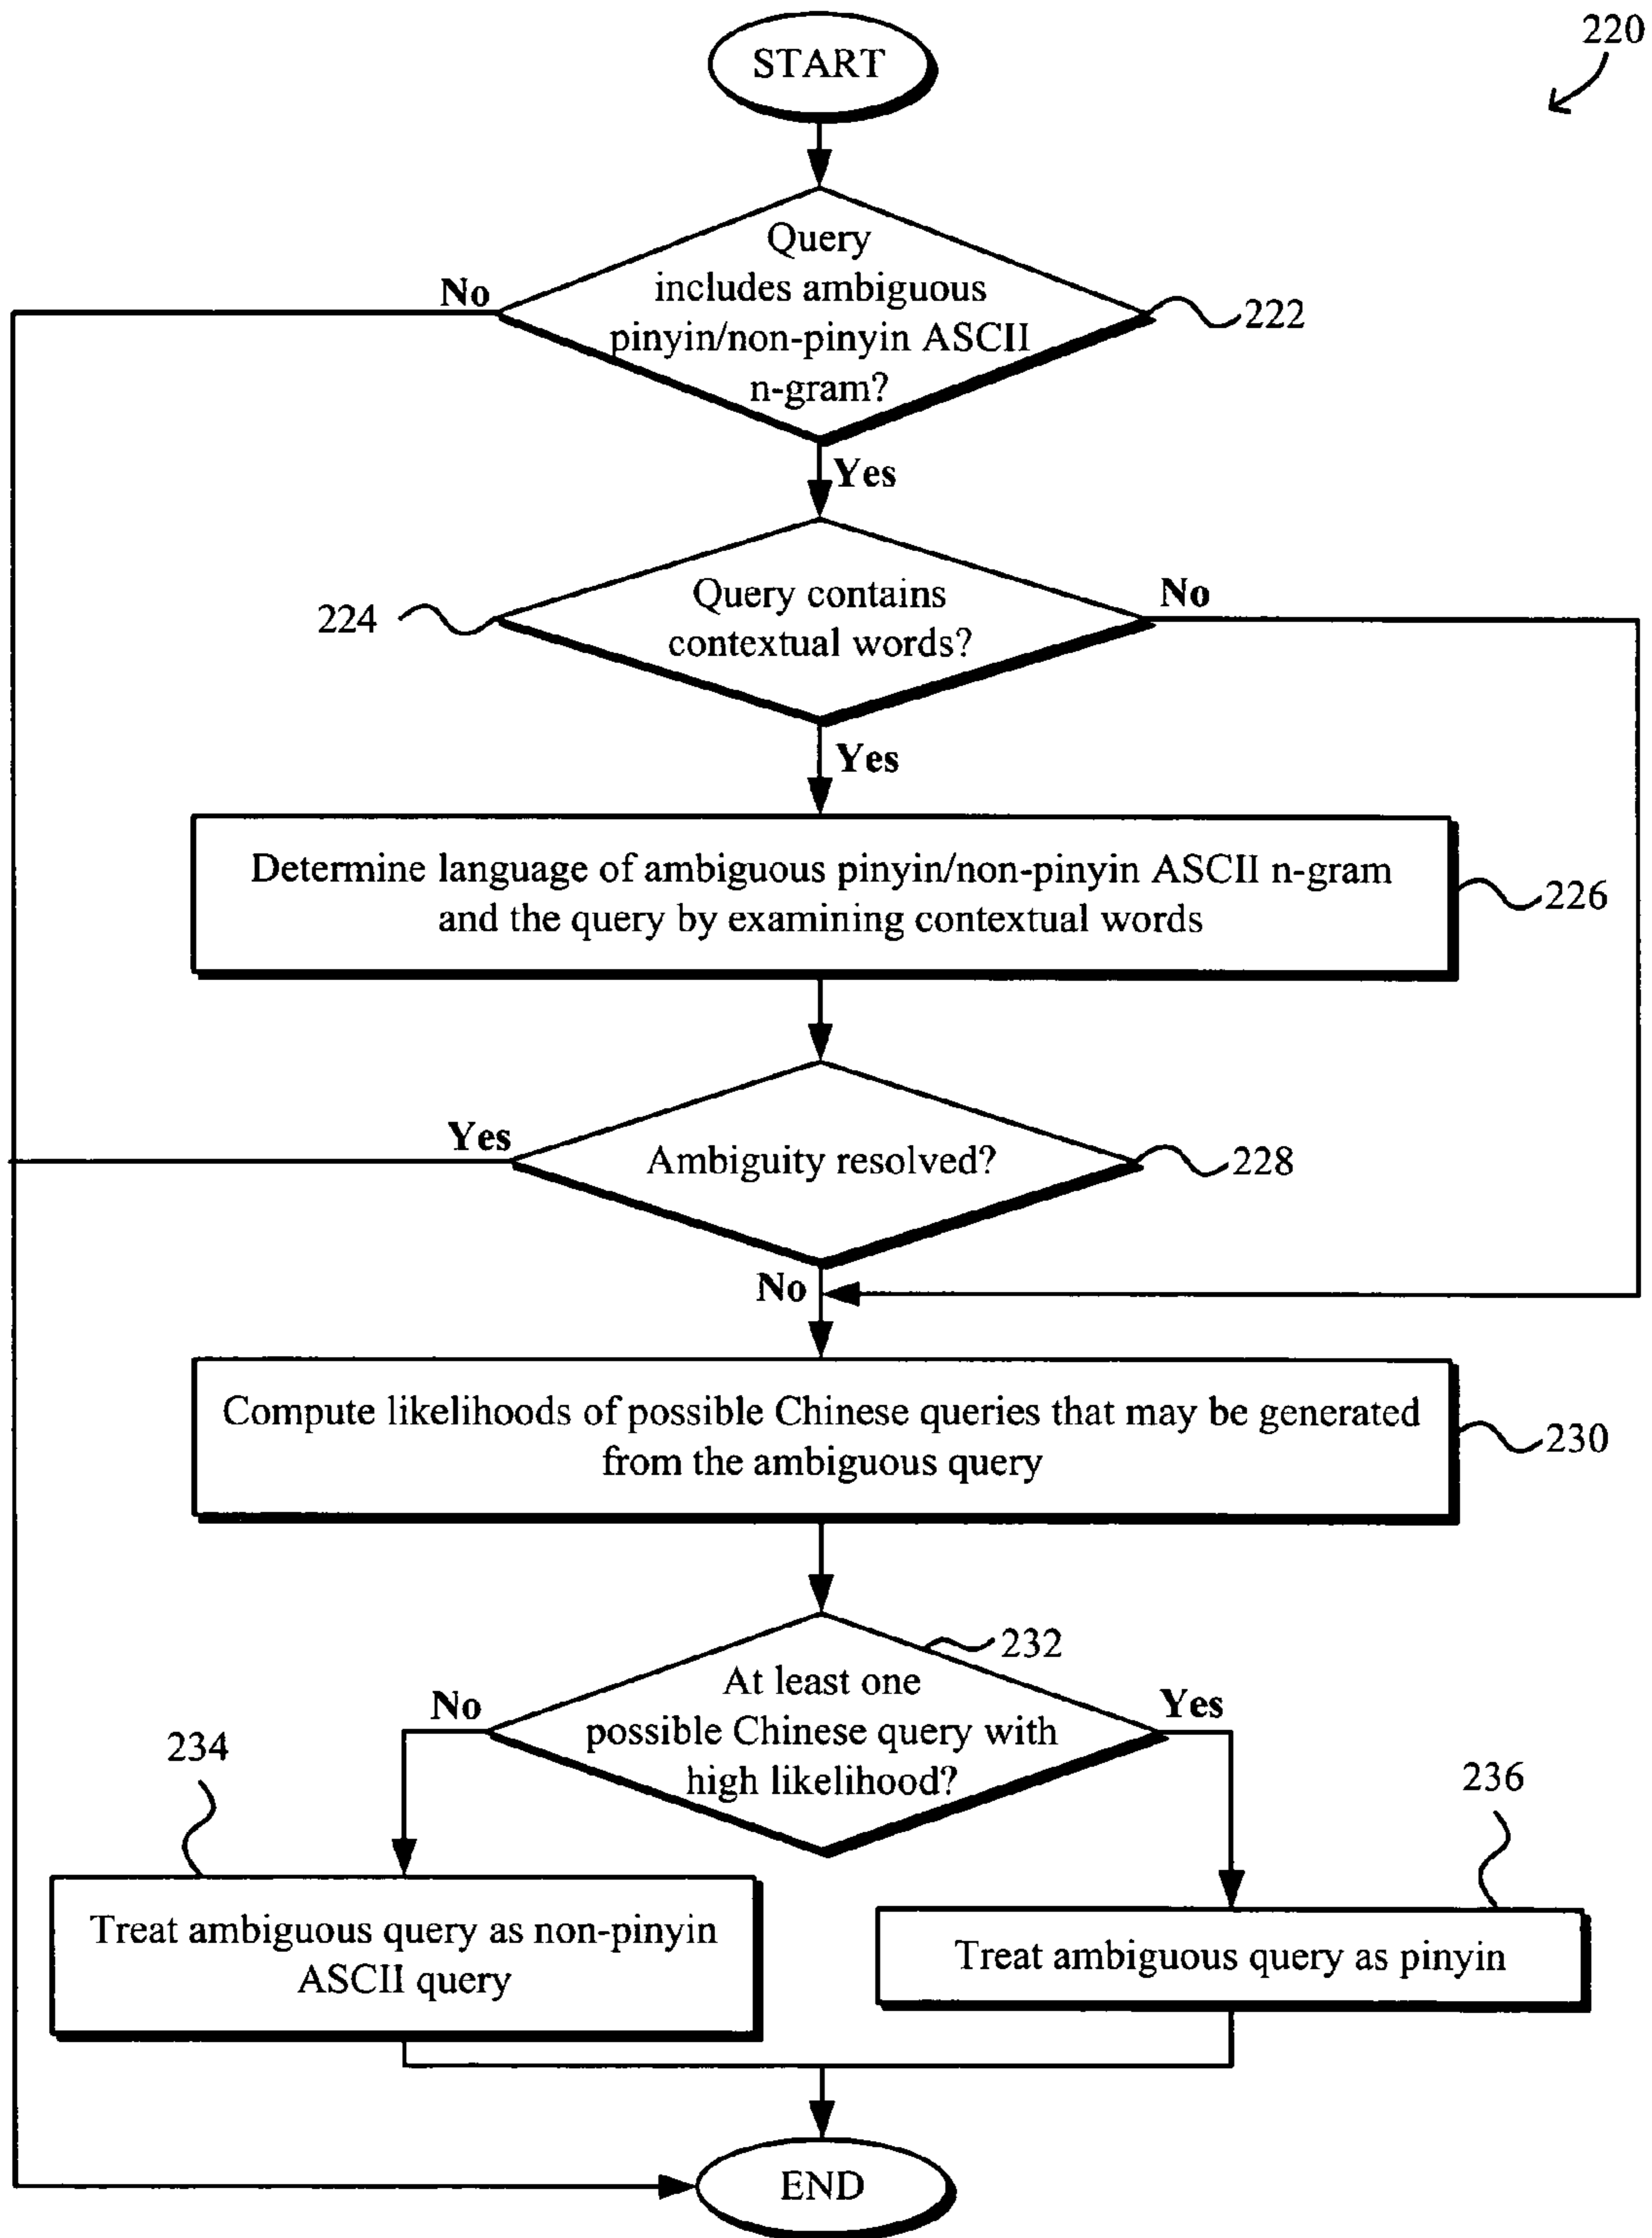 220
START
Query
includes ambiguous
pinyin/non-pinyin ASCII
n-gram?
No
222
Yes
Query contains
contextual words?
224
No
Yes
Determine language of ambiguous pinyin/non-pinyin ASCII n-gram
and the query by examining contextual words
226
Yes
Ambiguity resolved?
228
No
Compute likelihoods of possible Chinese queries that may be generated
from the ambiguous query
230
232
At least one
possible Chinese query with
high likelihood?
No
Yes
234
236
Treat ambiguous query as non-pinyin
ASCII query
Treat ambiguous query as pinyin
END